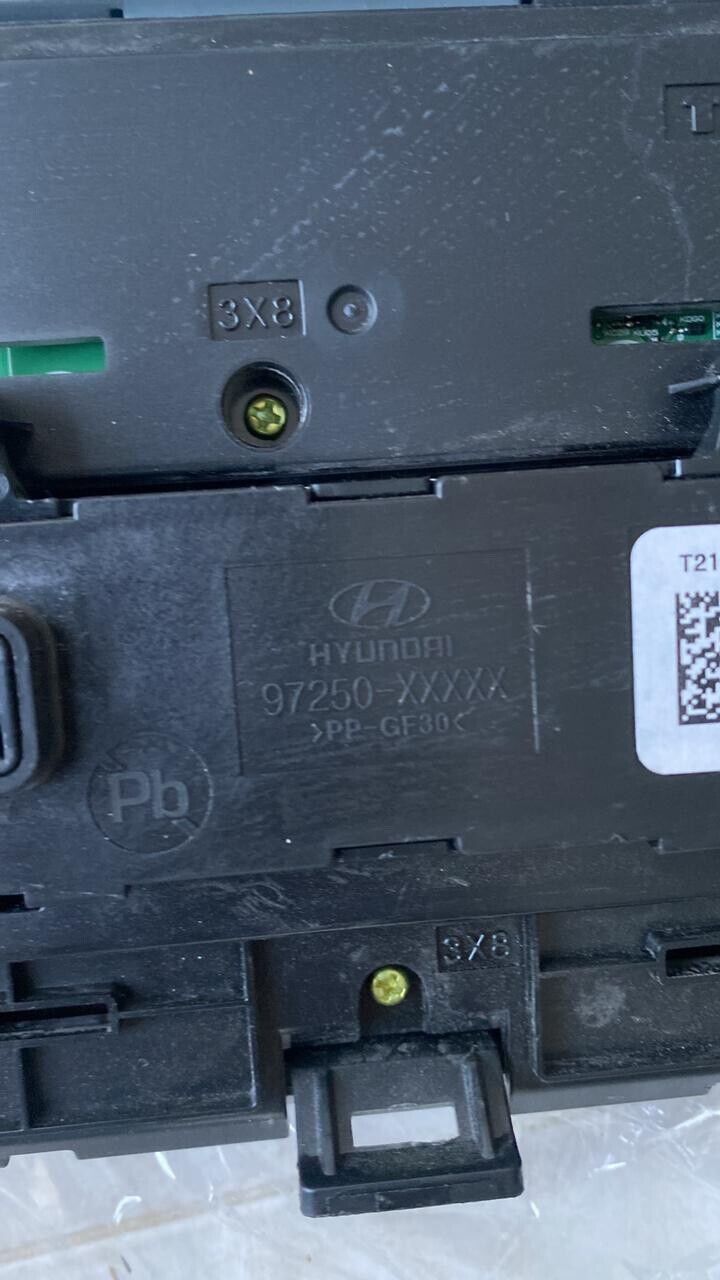 T
3X8
T21
HYUNDAI
97250-XXXXX
>PP-GF30<
Pb
3X8